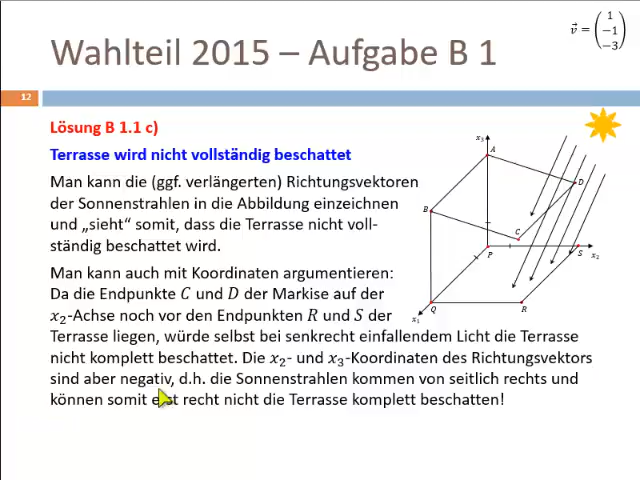 v⃗ = ( 1 −1 −3 )
Wahlteil 2015 – Aufgabe B 1
12
Lösung B 1.1 c)
Terrasse wird nicht vollständig beschattet
Man kann die (ggf. verlängerten) Richtungsvektoren
der Sonnenstrahlen in die Abbildung einzeichnen
und „sieht“ somit, dass die Terrasse nicht voll-
ständig beschattet wird.
Man kann auch mit Koordinaten argumentieren:
Da die Endpunkte C und D der Markise auf der
x₂-Achse noch vor den Endpunkten R und S der
Terrasse liegen, würde selbst bei senkrecht einfallendem Licht die Terrasse
nicht komplett beschattet. Die x₂- und x₃-Koordinaten des Richtungsvektors
sind aber negativ, d.h. die Sonnenstrahlen kommen von seitlich rechts und
können somit erst recht nicht die Terrasse komplett beschatten!
x₃
A
D
B
C
P
S
x₂
Q
R
x₁